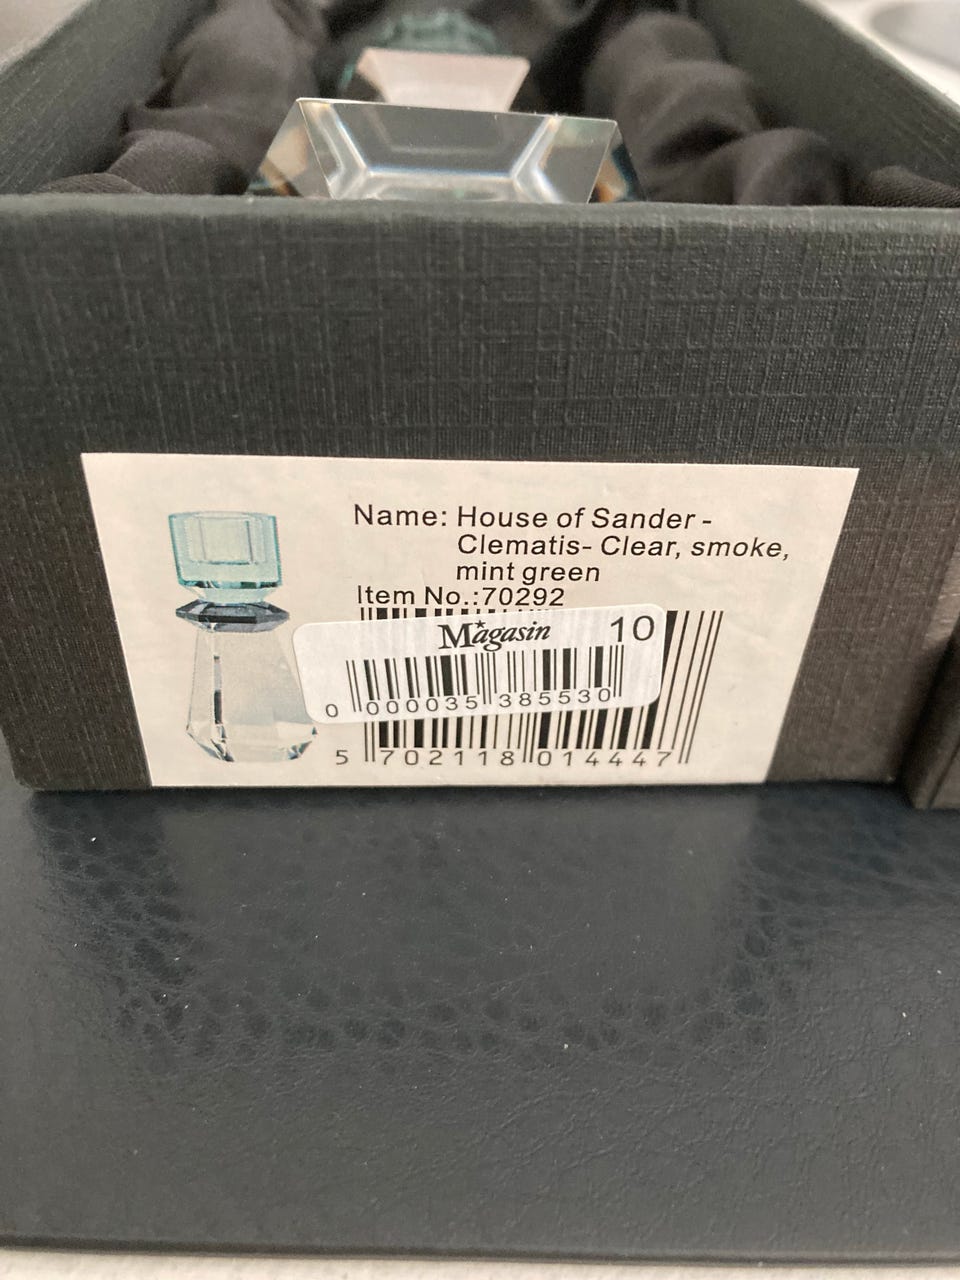 Name: House of Sander -
Clematis- Clear, smoke,
mint green
Item No.:70292
Magasin 10
0 000035 385530
5 702118 014447